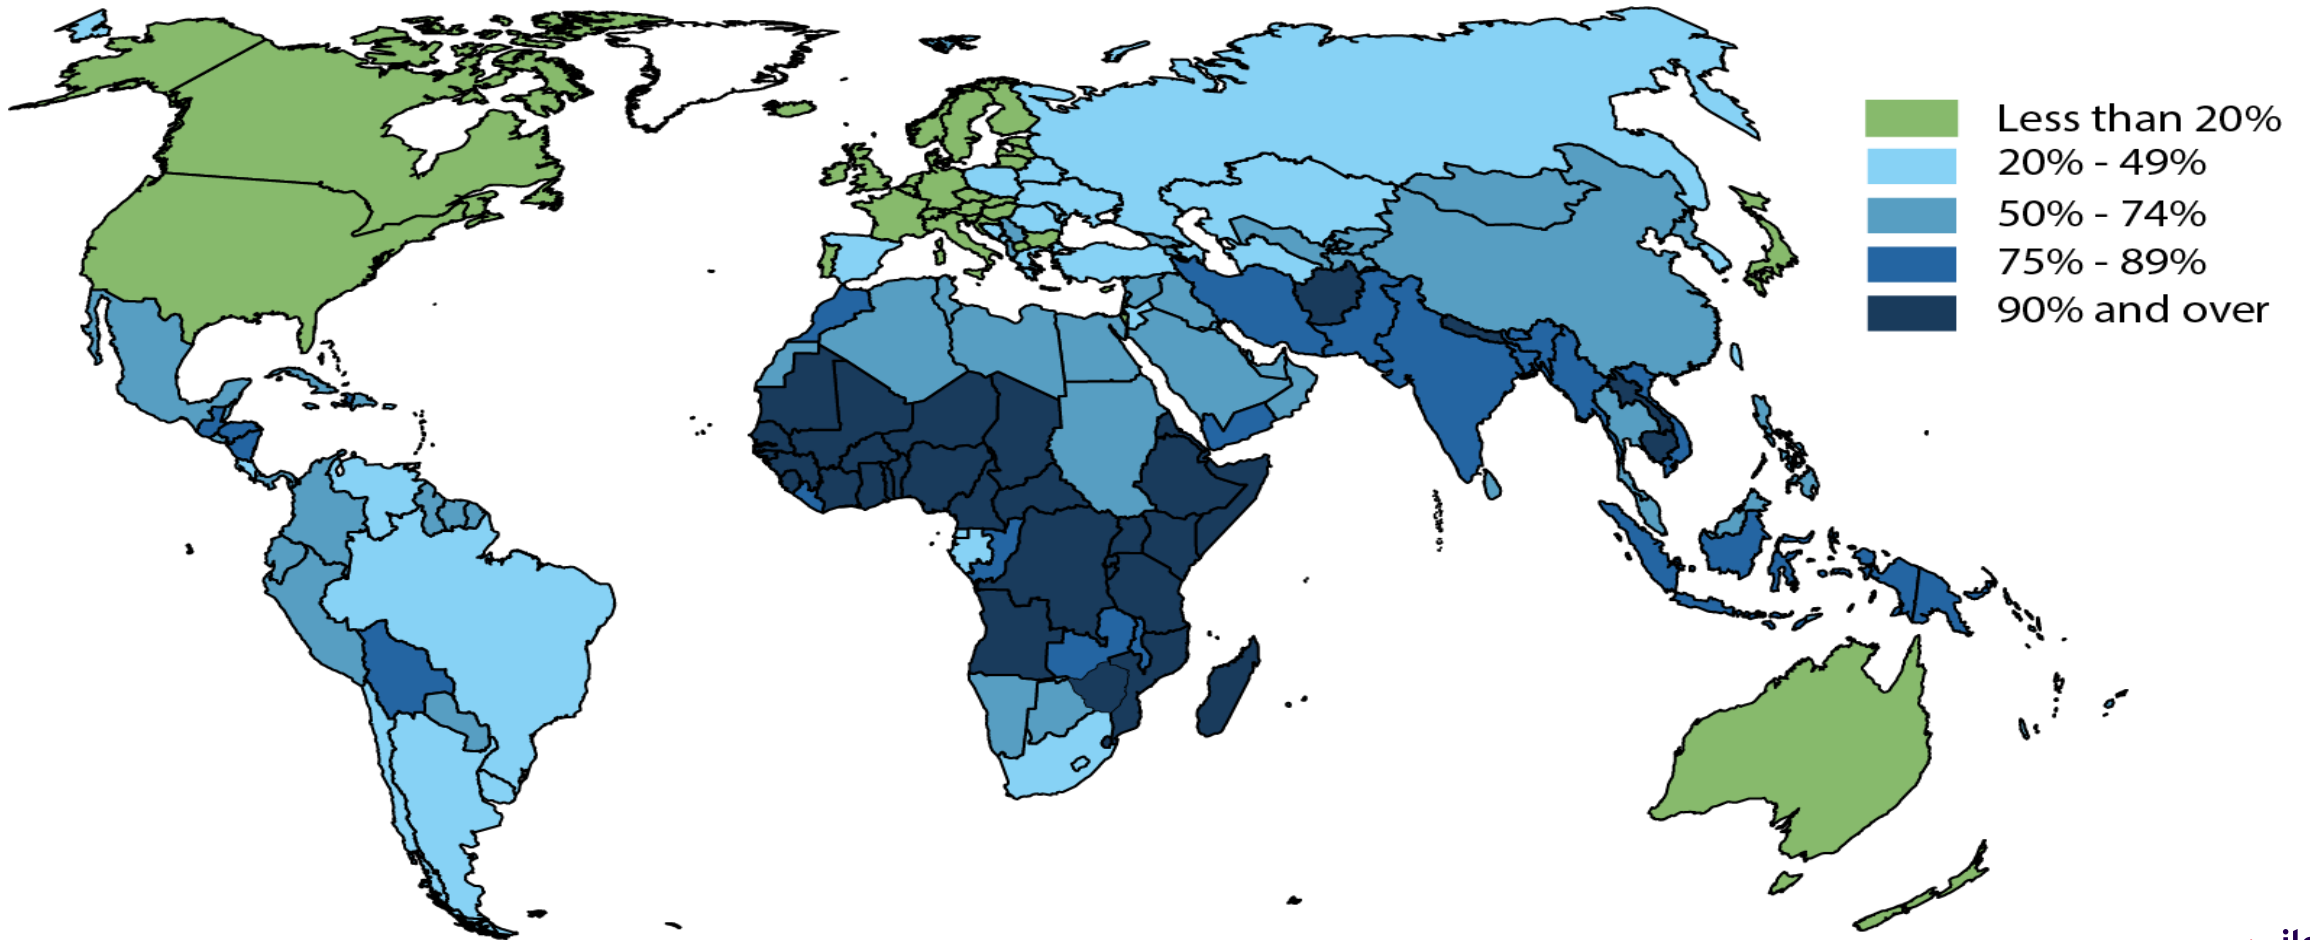 Less than 20%
20% - 49%
50% - 74%
75% - 89%
90% and over